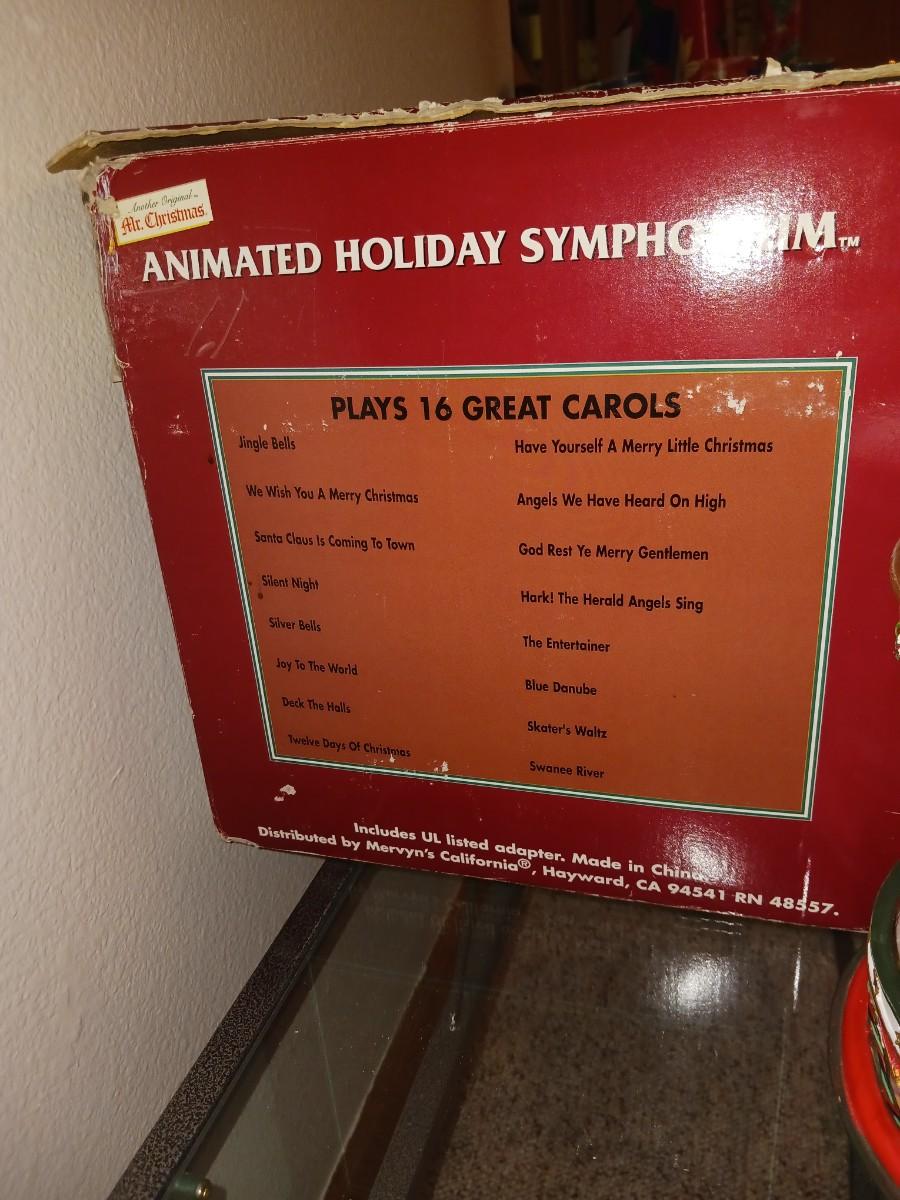 Another Original
Mr. Christmas
ANIMATED HOLIDAY
PLAYS 16 GREAT CAROLS
Jingle Bells
We Wish You A Merry Christmas
Santa Claus Is Coming To Town
Silent Night
Silver Bells
Joy To The World
Deck The Halls
Twelve Days Of Christmas
Have Yourself A Merry Little Christmas
Angels We Have Heard On High
God Rest Ye Merry Gentlemen
Hark! The Herald Angels Sing
The Entertainer
Blue Danube
Skater's Waltz
Swanee River
Includes UL listed adapter. Made in China.
Distributed by Mervyn's California®, Hayward, CA 94541 RN 48557.